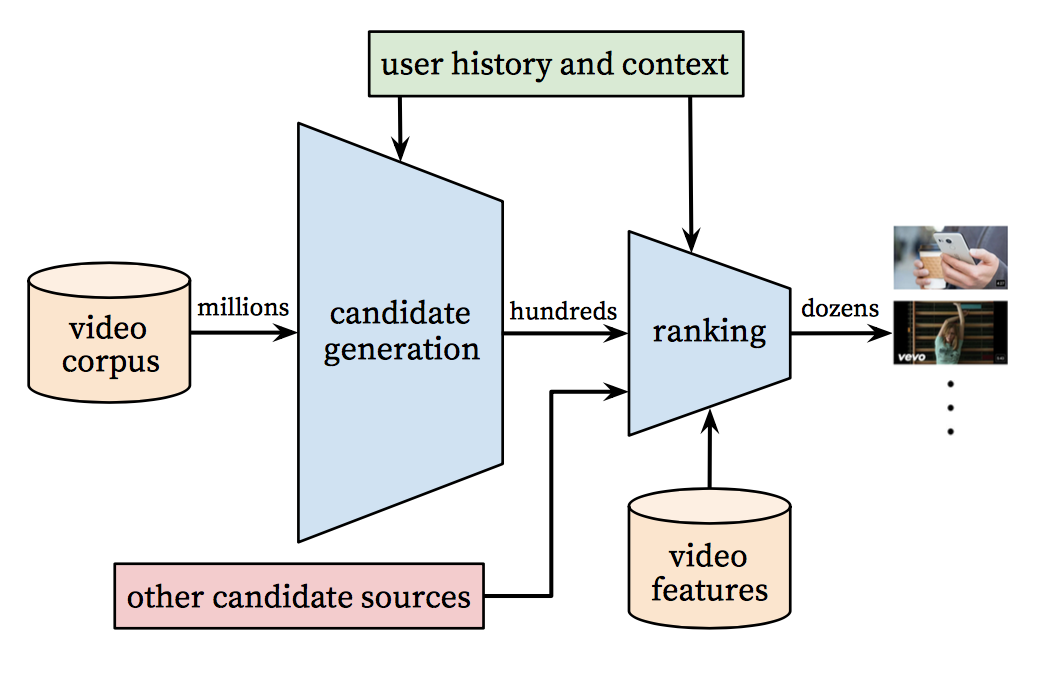 user history and context
video
corpus
millions
candidate
generation
hundreds
ranking
dozens
vevo
other candidate sources
video
features